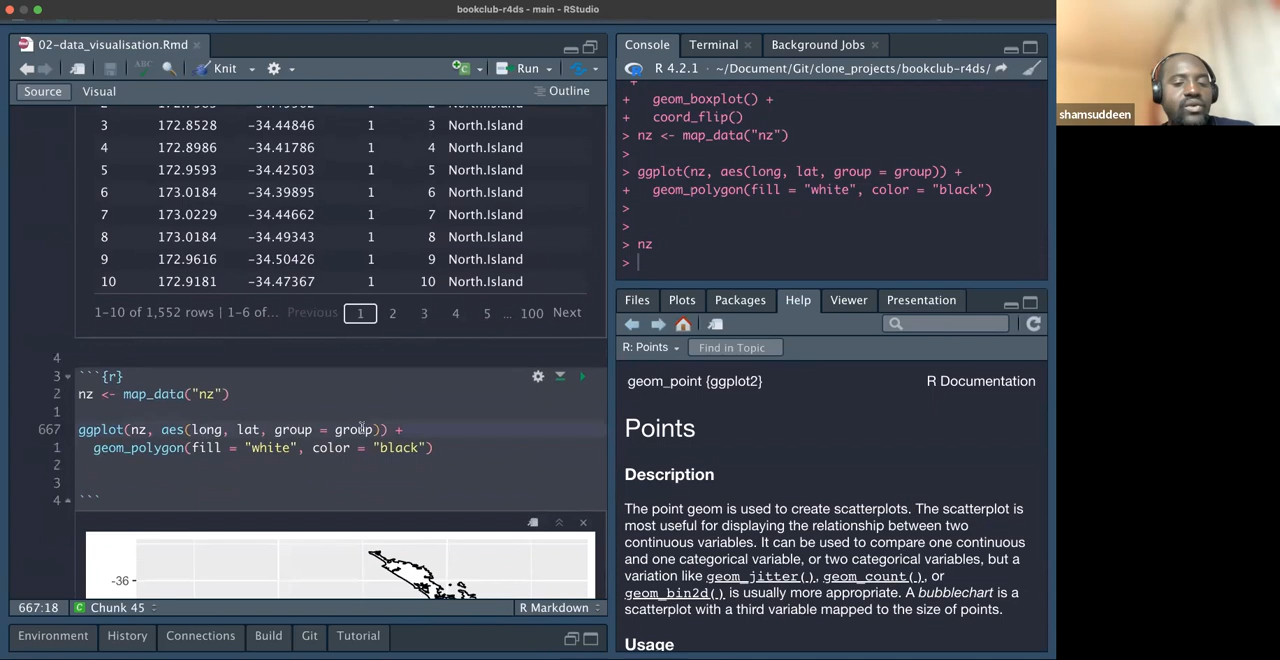 bookclub-r4ds - main - RStudio
02-data_visualisation.Rmd
Knit
Run
Source Visual
Outline
3 172.8528 -34.44846 1 3 North.Island
4 172.8986 -34.41786 1 4 North.Island
5 172.9593 -34.42503 1 5 North.Island
6 173.0184 -34.39895 1 6 North.Island
7 173.0229 -34.44662 1 7 North.Island
8 173.0184 -34.49343 1 8 North.Island
9 172.9616 -34.50426 1 9 North.Island
10 172.9181 -34.47367 1 10 North.Island
1-10 of 1,552 rows | 1-6 of... Previous 1 2 3 4 5 ... 100 Next
4
3 ```{r}
2 nz <- map_data("nz")
1
667 ggplot(nz, aes(long, lat, group = group)) +
1 geom_polygon(fill = "white", color = "black")
2
3
4 ```
-36
667:18 Chunk 45 R Markdown
Environment History Connections Build Git Tutorial
Console Terminal Background Jobs
R 4.2.1 · ~/Document/Git/clone_projects/bookclub-r4ds/
+
+ geom_boxplot() +
+ coord_flip()
> nz <- map_data("nz")
>
> ggplot(nz, aes(long, lat, group = group)) +
+ geom_polygon(fill = "white", color = "black")
>
>
> nz
>
Files Plots Packages Help Viewer Presentation
R: Points Find in Topic
geom_point {ggplot2} R Documentation
Points
Description
The point geom is used to create scatterplots. The scatterplot is
most useful for displaying the relationship between two
continuous variables. It can be used to compare one continuous
and one categorical variable, or two categorical variables, but a
variation like geom_jitter(), geom_count(), or
geom_bin2d() is usually more appropriate. A bubblechart is a
scatterplot with a third variable mapped to the size of points.
Usage
shamsuddeen